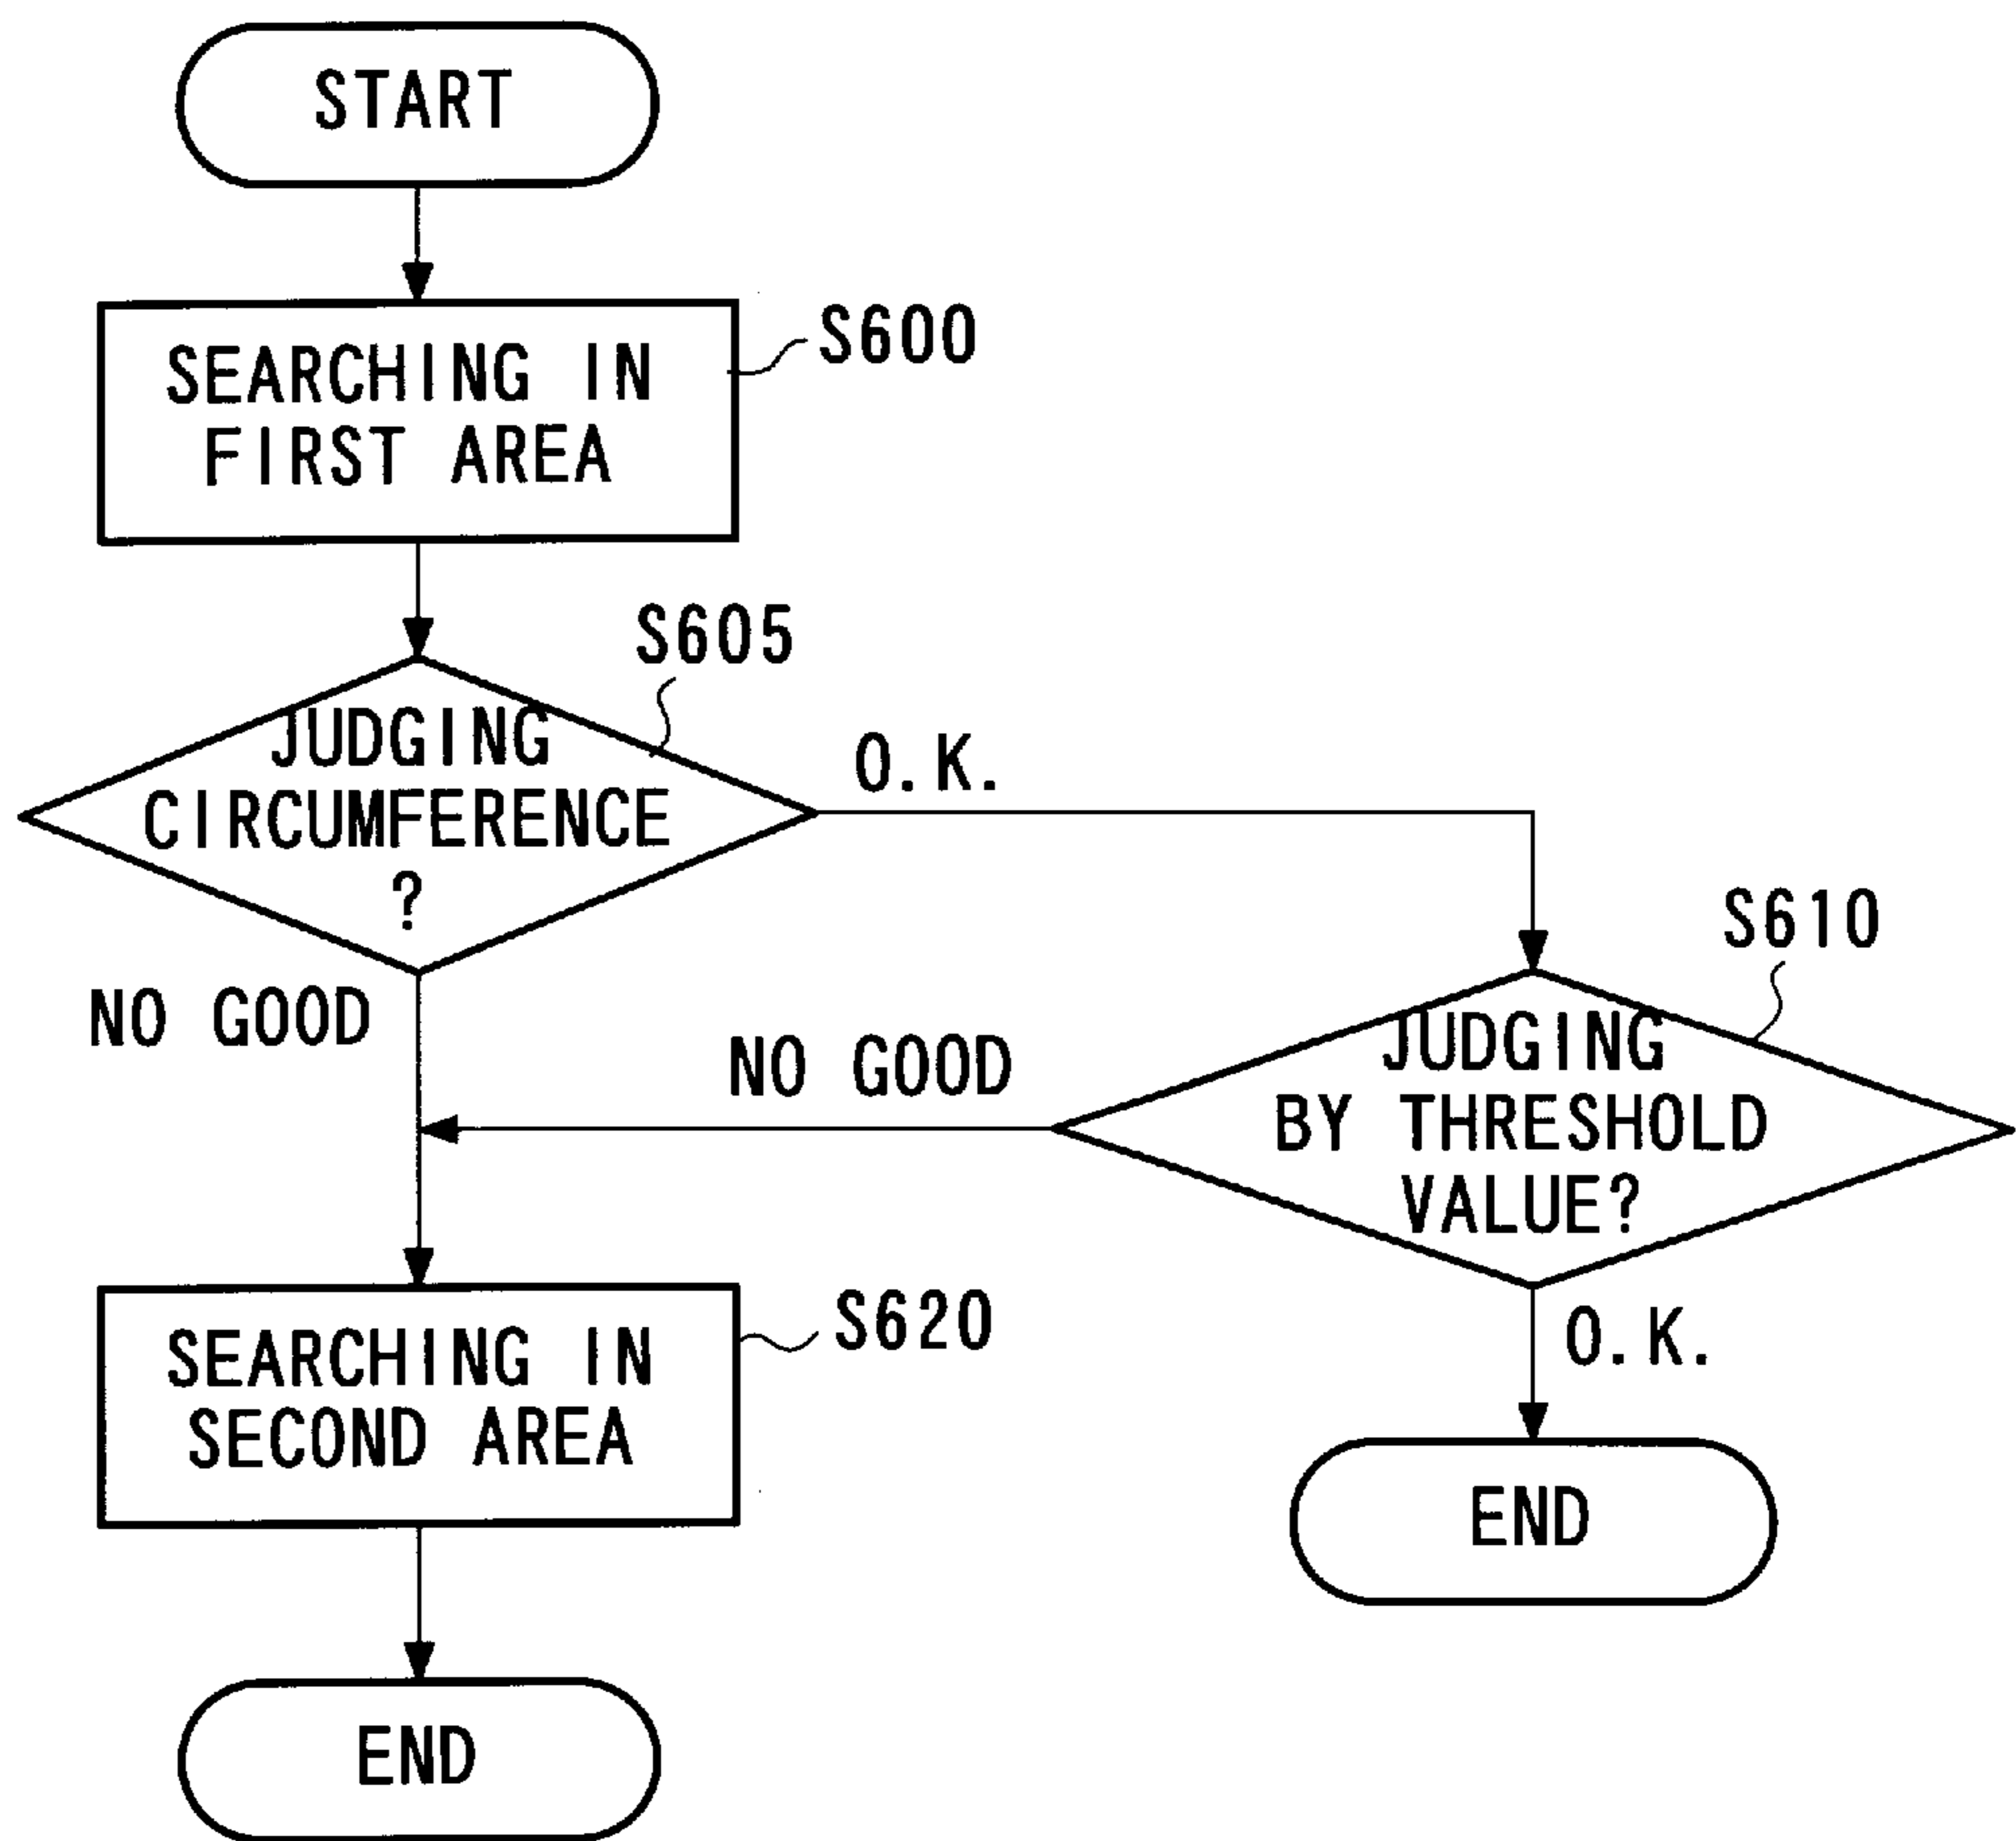 START
SEARCHING IN
FIRST AREA
S600
S605
JUDGING
CIRCUMFERENCE
?
O.K.
NO GOOD
S610
JUDGING
BY THRESHOLD
VALUE?
NO GOOD
O.K.
SEARCHING IN
SECOND AREA
S620
END
END